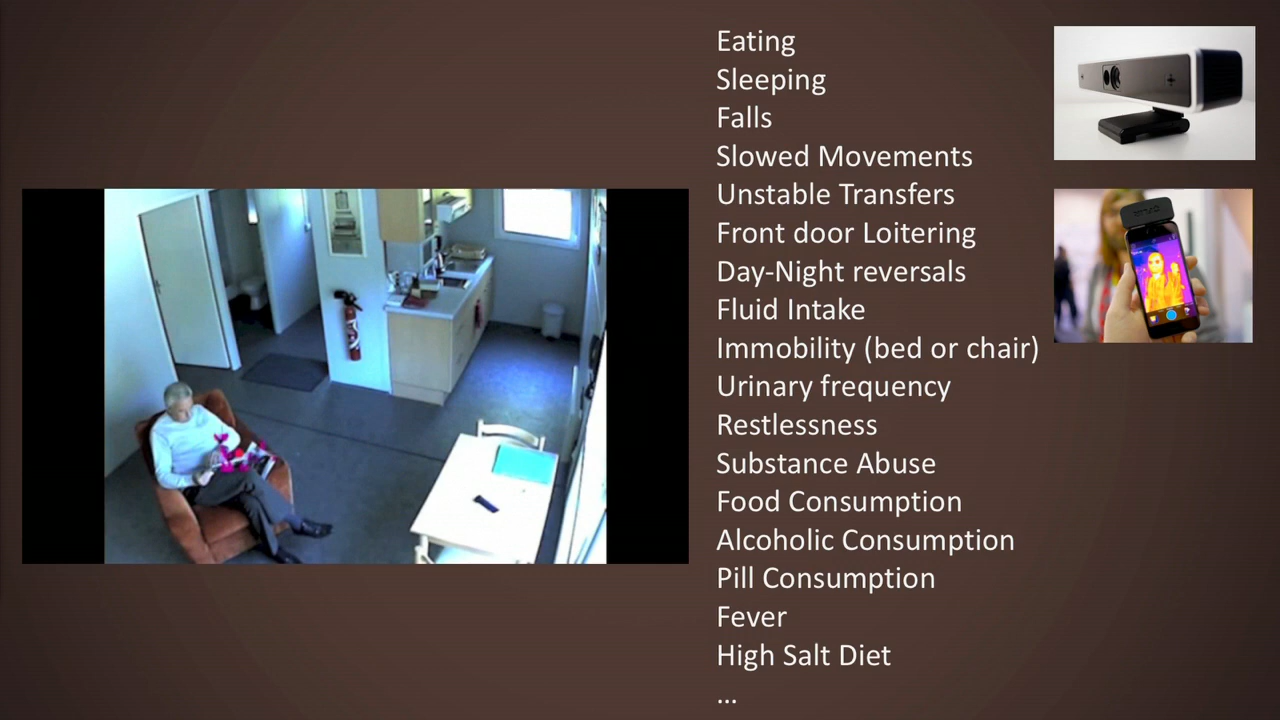 Eating
Sleeping
Falls
Slowed Movements
Unstable Transfers
Front door Loitering
Day-Night reversals
Fluid Intake
Immobility (bed or chair)
Urinary frequency
Restlessness
Substance Abuse
Food Consumption
Alcoholic Consumption
Pill Consumption
Fever
High Salt Diet
...